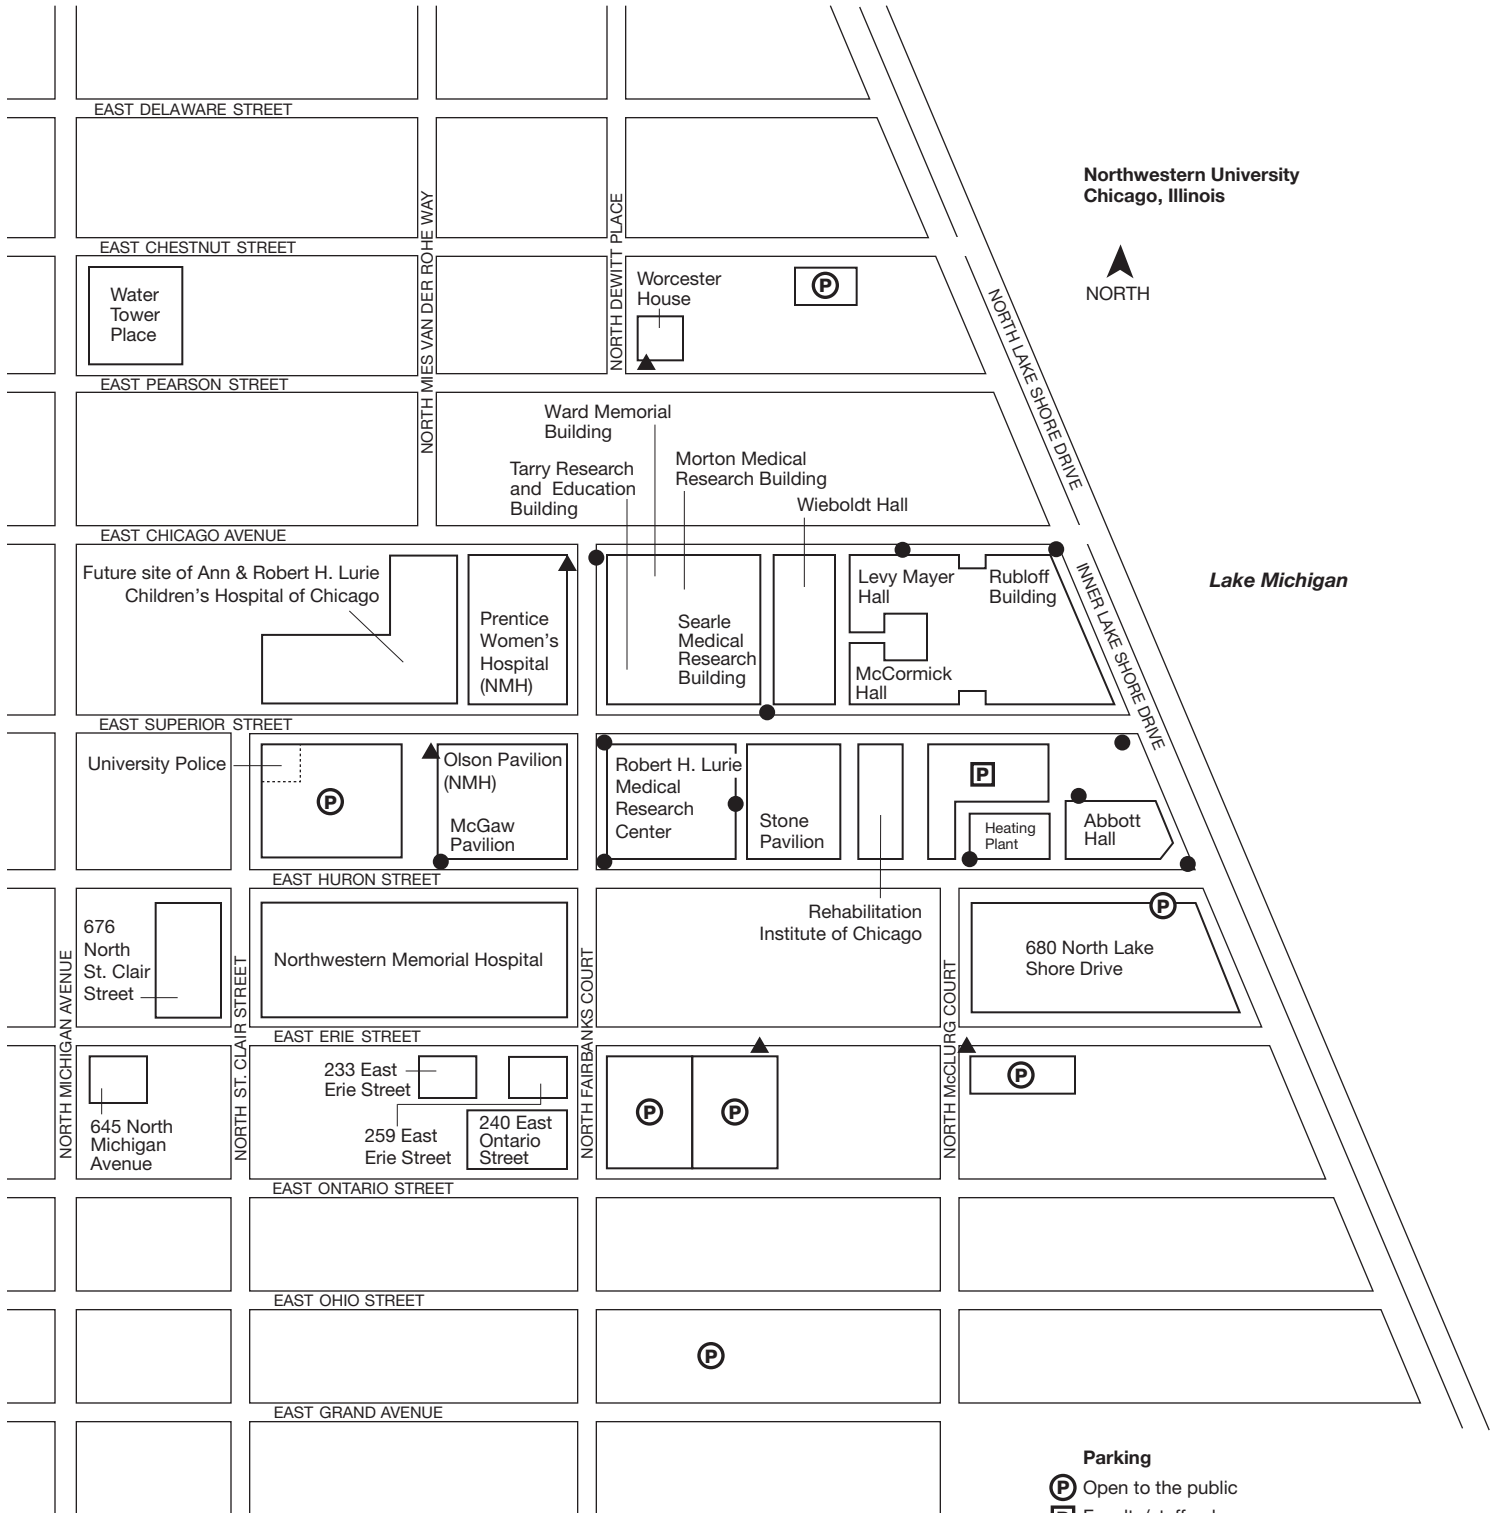 EAST DELAWARE STREET
Northwestern University
Chicago, Illinois
NORTH
NORTH MIES VAN DER ROHE WAY
NORTH DEWITT PLACE
EAST CHESTNUT STREET
Water
Tower
Place
Worcester
House
P
NORTH LAKE SHORE DRIVE
EAST PEARSON STREET
Ward Memorial
Building
Tarry Research
and Education
Building
Morton Medical
Research Building
Wieboldt Hall
EAST CHICAGO AVENUE
Future site of Ann & Robert H. Lurie
Children's Hospital of Chicago
Prentice
Women's
Hospital
(NMH)
Searle
Medical
Research
Building
Levy Mayer
Hall
Rubloff
Building
McCormick
Hall
INNER LAKE SHORE DRIVE
Lake Michigan
EAST SUPERIOR STREET
University Police
P
Olson Pavilion
(NMH)
McGaw
Pavilion
Robert H. Lurie
Medical
Research
Center
Stone
Pavilion
P
Heating
Plant
Abbott
Hall
EAST HURON STREET
676
North
St. Clair
Street
Northwestern Memorial Hospital
Rehabilitation
Institute of Chicago
P
680 North Lake
Shore Drive
NORTH MICHIGAN AVENUE
NORTH ST. CLAIR STREET
NORTH FAIRBANKS COURT
NORTH McCLURG COURT
EAST ERIE STREET
645 North
Michigan
Avenue
233 East
Erie Street
259 East
Erie Street
240 East
Ontario
Street
P
P
P
EAST ONTARIO STREET
EAST OHIO STREET
P
EAST GRAND AVENUE
Parking
P Open to the public